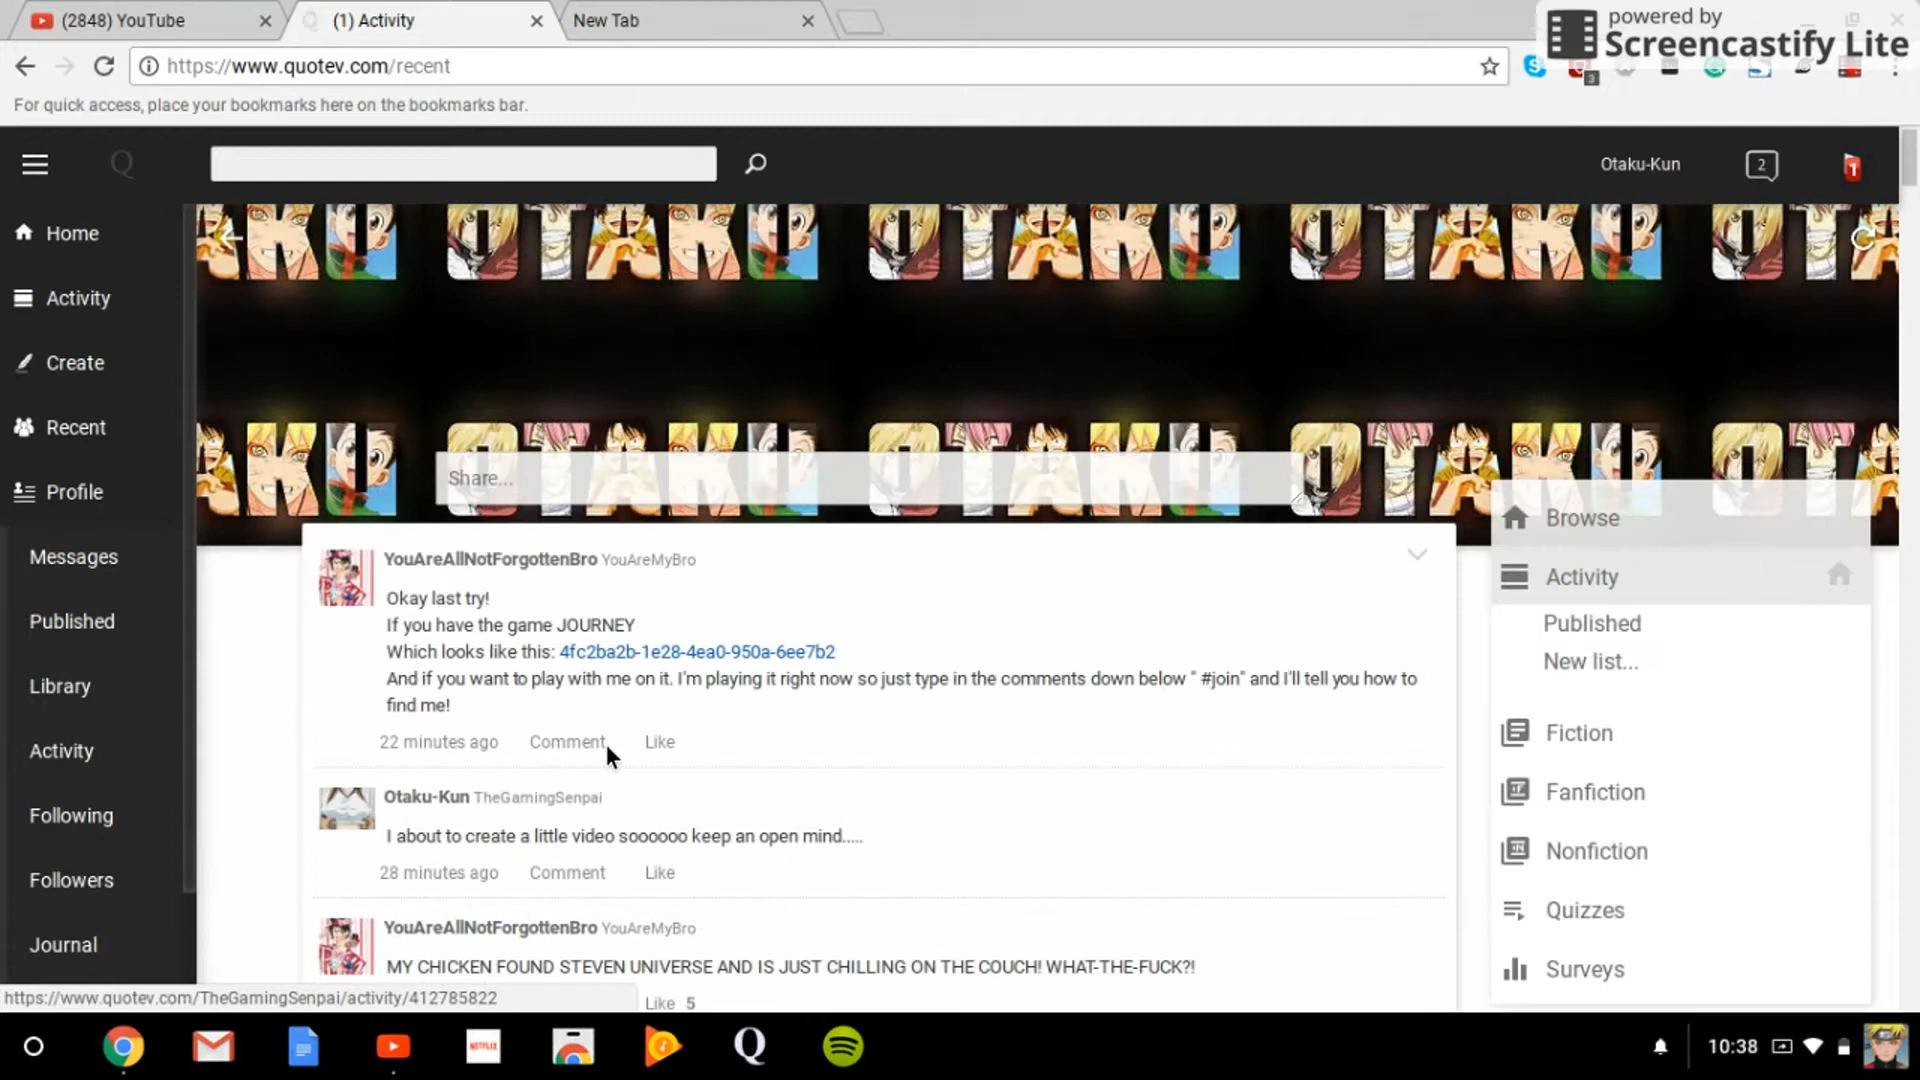 (2848) YouTube
(1) Activity
New Tab
powered by
Screencastify Lite
https://www.quotev.com/recent
3
For quick access, place your bookmarks here on the bookmarks bar.
Q
Otaku-Kun
2
1
Home
Activity
Create
Recent
Profile
Messages
Published
Library
Activity
Following
Followers
Journal
OTAKU
Share...
YouAreAllNotForgottenBro YouAreMyBro
Okay last try!
If you have the game JOURNEY
Which looks like this: 4fc2ba2b-1e28-4ea0-950a-6ee7b2
And if you want to play with me on it. I'm playing it right now so just type in the comments down below " #join" and I'll tell you how to
find me!
22 minutes ago Comment Like
Otaku-Kun TheGamingSenpai
I about to create a little video soooooo keep an open mind.....
28 minutes ago Comment Like
YouAreAllNotForgottenBro YouAreMyBro
MY CHICKEN FOUND STEVEN UNIVERSE AND IS JUST CHILLING ON THE COUCH! WHAT-THE-FUCK?!
Like 5
Browse
Activity
Published
New list...
Fiction
Fanfiction
Nonfiction
Quizzes
Surveys
https://www.quotev.com/TheGamingSenpai/activity/412785822
NETFLIX
Q
10:38